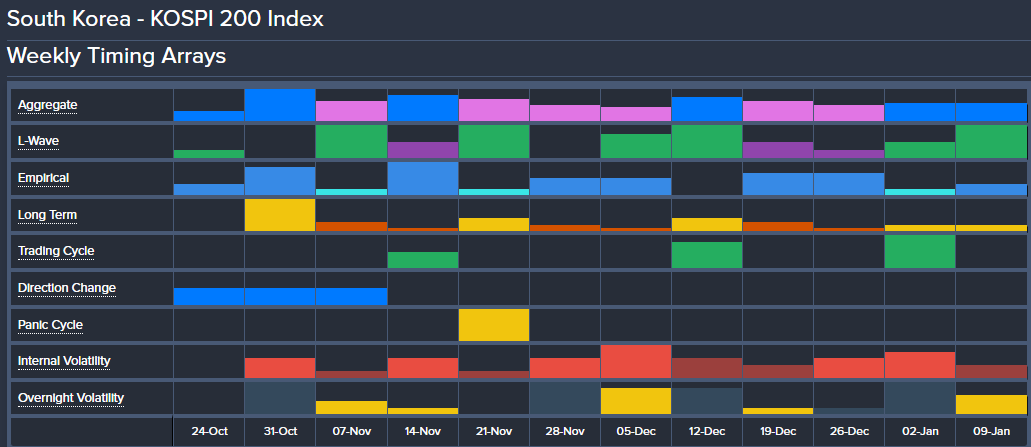 South Korea - KOSPI 200 Index
Weekly Timing Arrays
Aggregate
L-Wave
Empirical
Long Term
Trading Cycle
Direction Change
Panic Cycle
Internal Volatility
Overnight Volatility
24-Oct 31-Oct 07-Nov 14-Nov 21-Nov 28-Nov 05-Dec 12-Dec 19-Dec 26-Dec 02-Jan 09-Jan